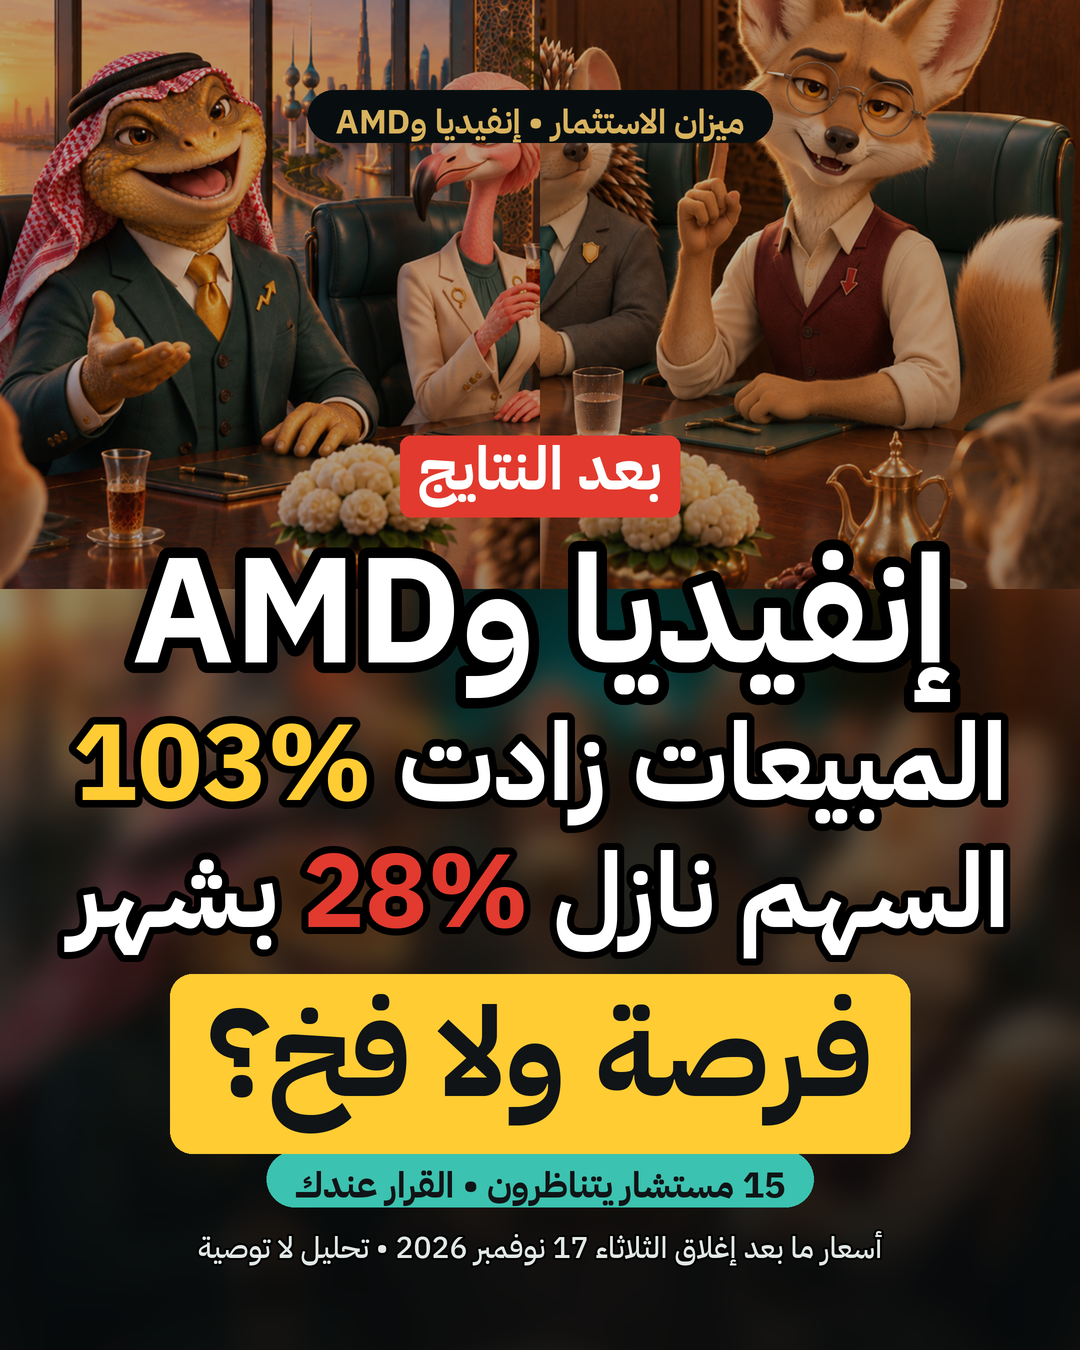 ميزان الاستثمار • إنفيديا وAMD
بعد النتايج
إنفيديا وAMD
المبيعات زادت 103%
السهم نازل 28% بشهر
فرصة ولا فخ؟
15 مستشار يتناظرون • القرار عندك
أسعار ما بعد إغلاق الثلاثاء 17 نوفمبر 2026 • تحليل لا توصية